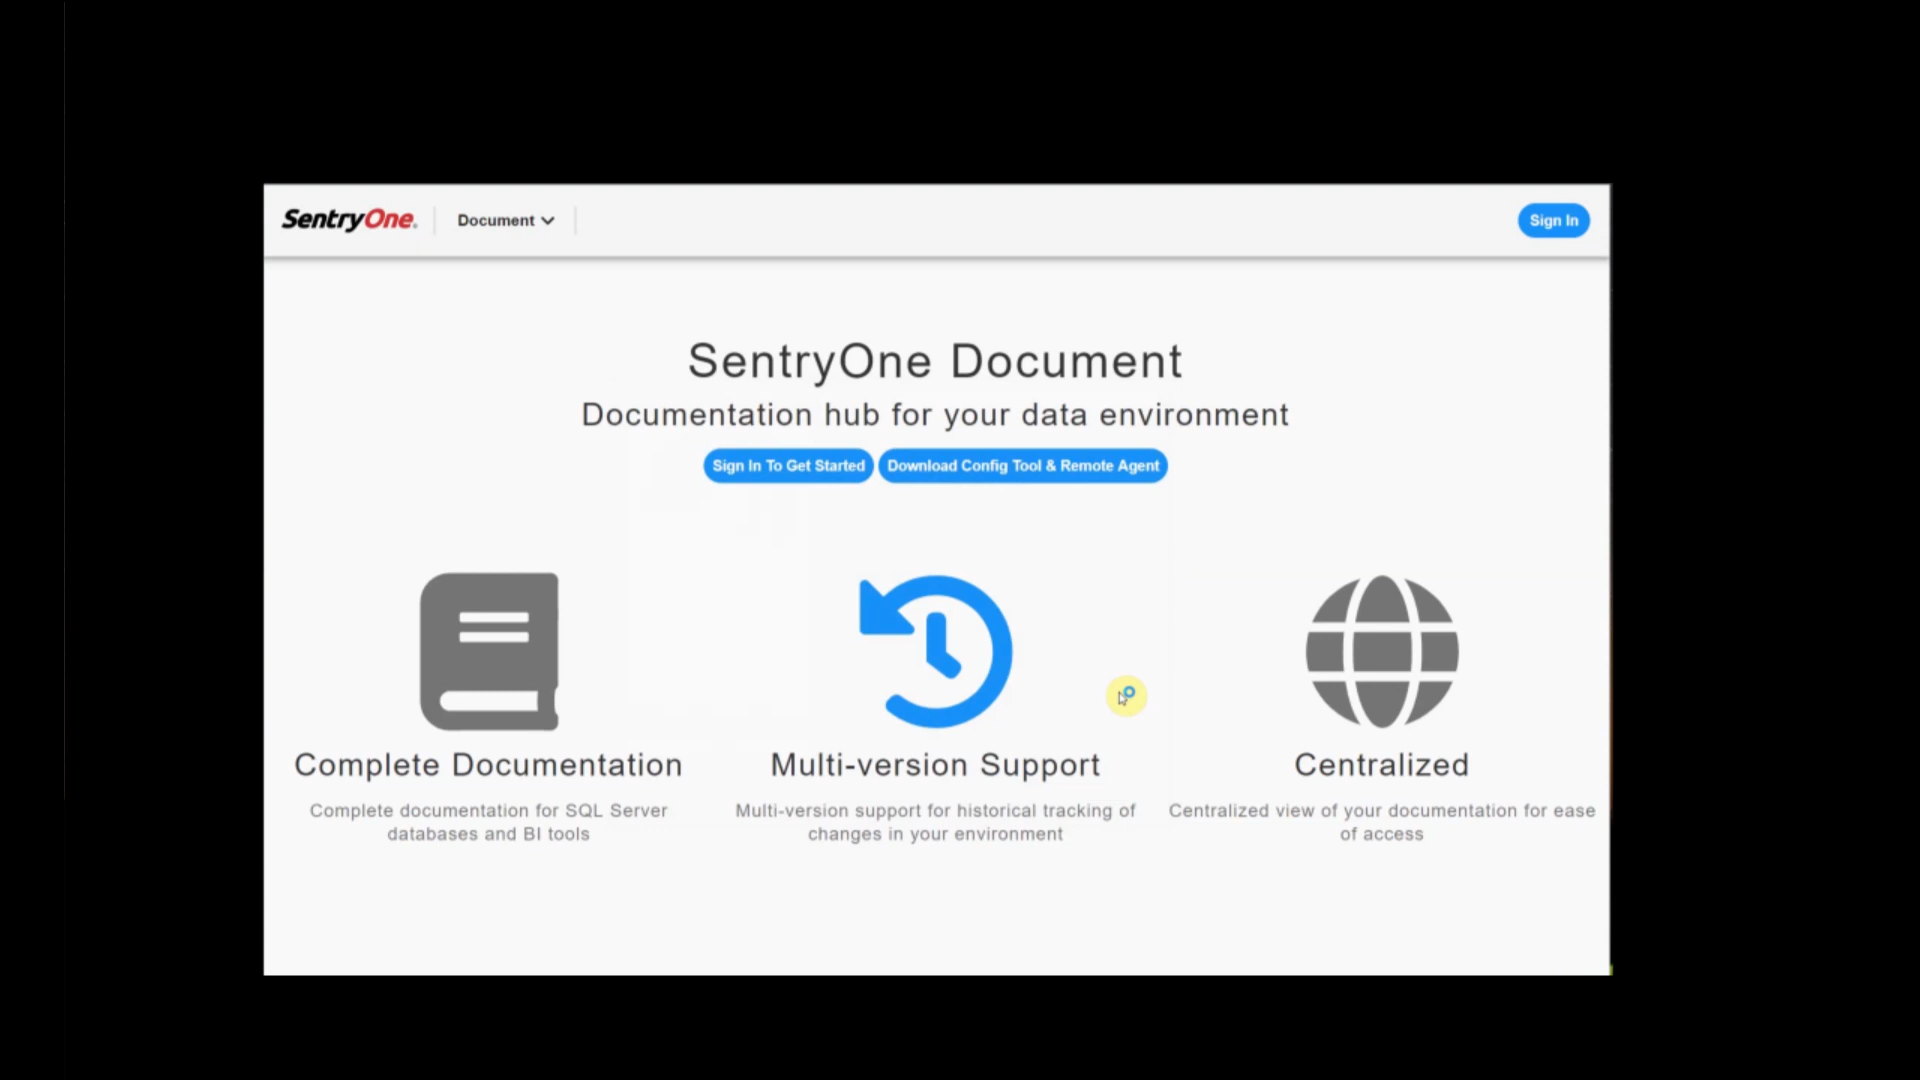 SentryOne.
Document
Sign In
SentryOne Document
Documentation hub for your data environment
Sign In To Get Started
Download Config Tool & Remote Agent
Complete Documentation
Complete documentation for SQL Server
databases and BI tools
Multi-version Support
Multi-version support for historical tracking of
changes in your environment
Centralized
Centralized view of your documentation for ease
of access